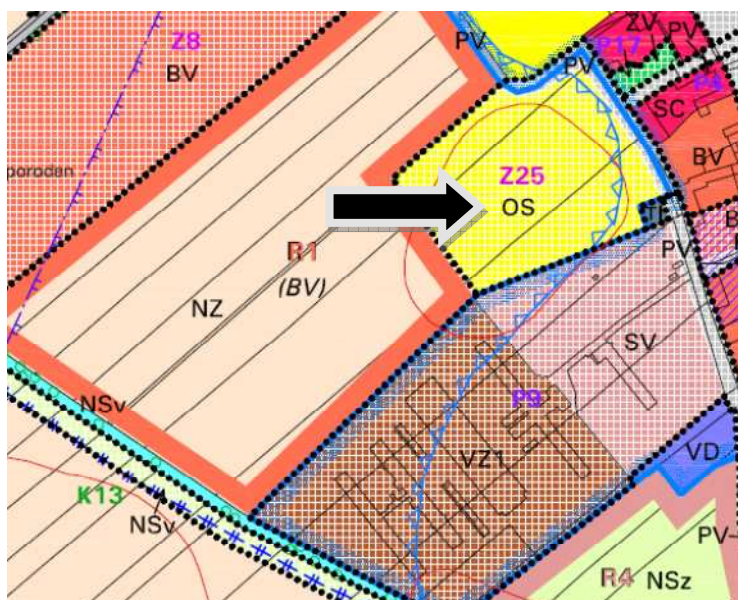 ZV
PV
Z8
PV
P17
BV
PV
P4
SC
poroden
BV
Z25
OS
TI
R1
PV
(BV)
NZ
SV
NSv
P9
VZ1
VD
K13
NSv
PV
R4
NSz